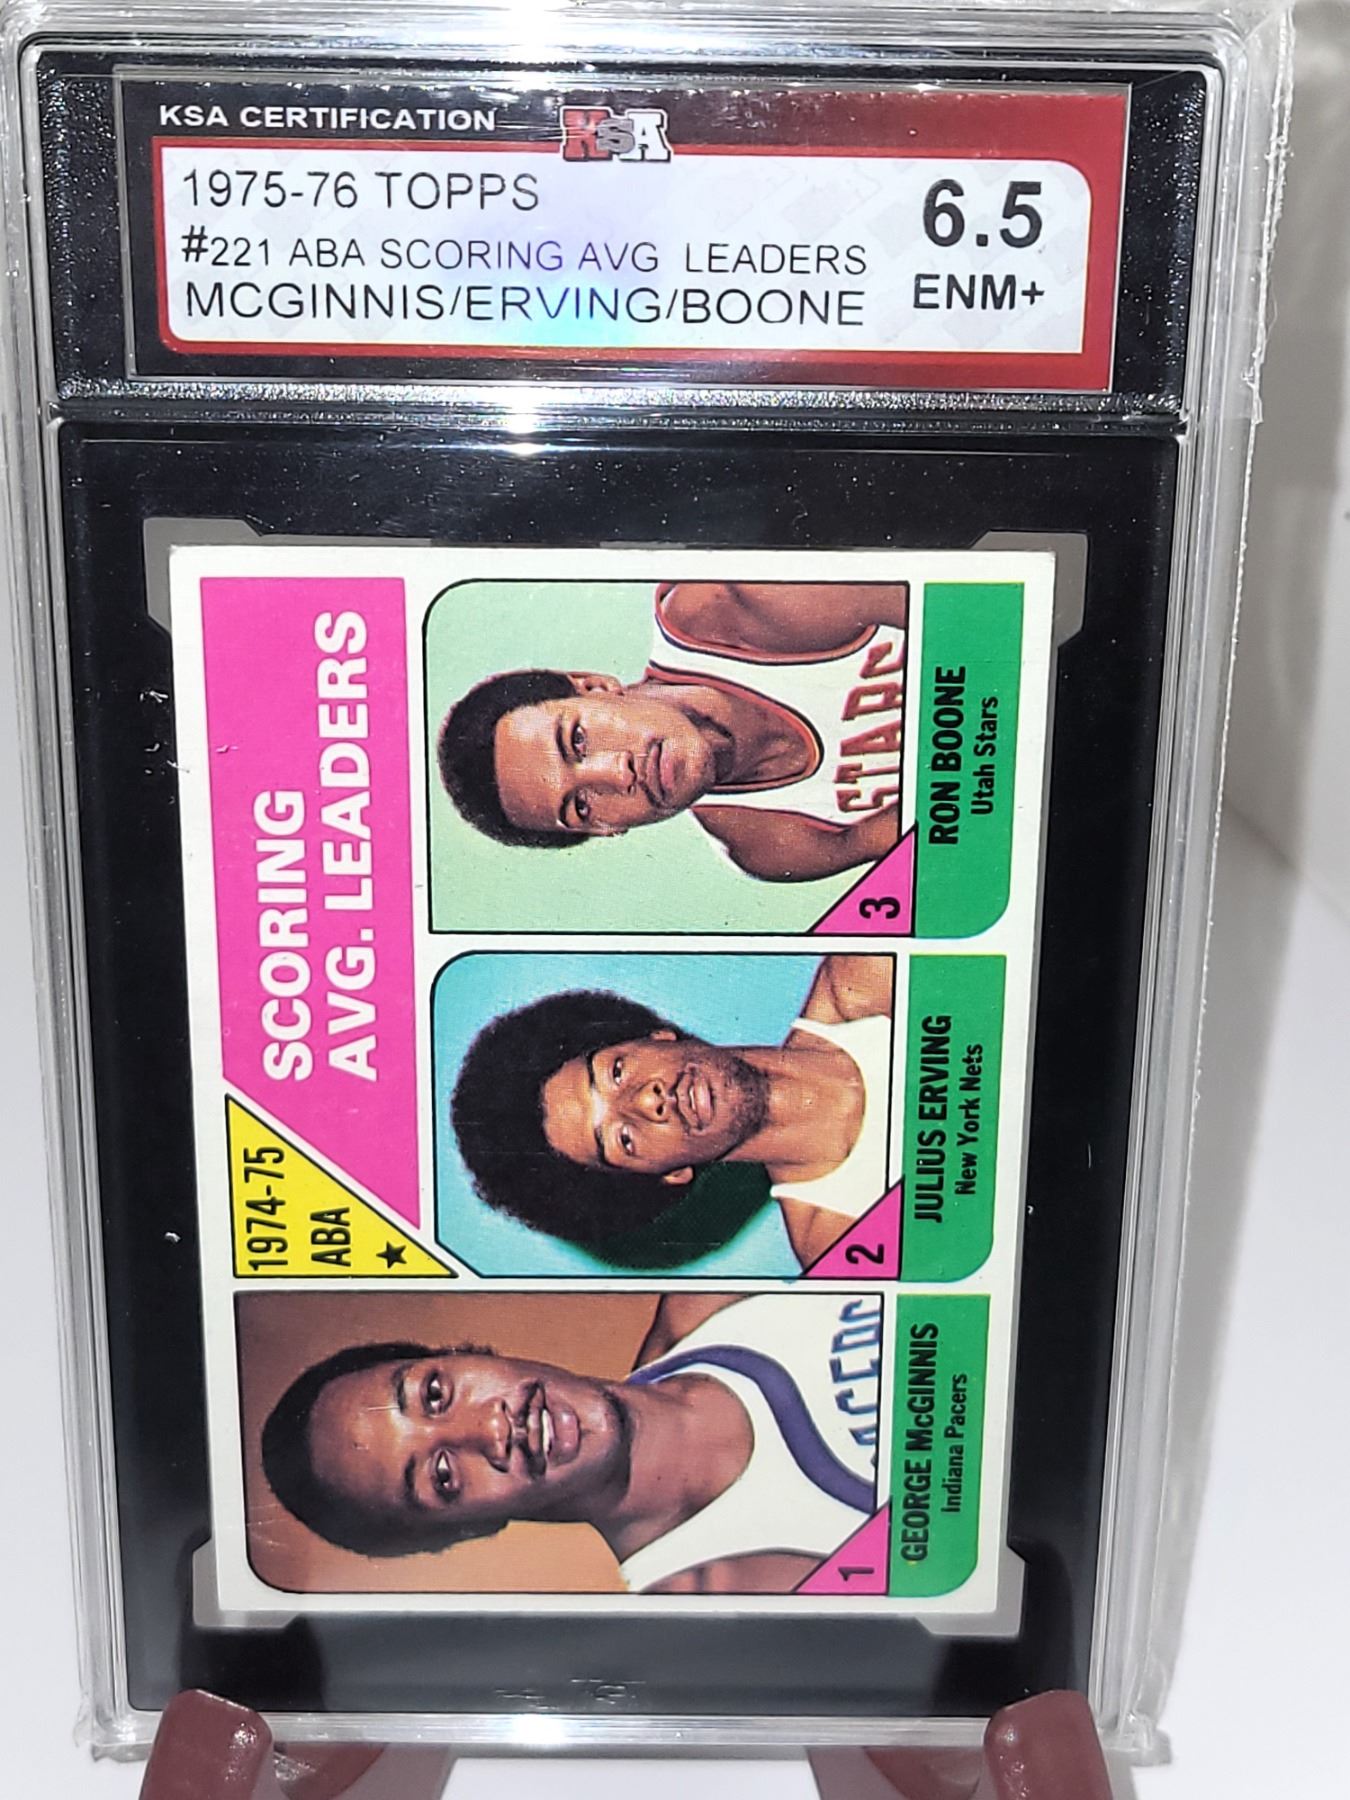 KSA CERTIFICATION
KSA
1975-76 TOPPS
#221 ABA SCORING AVG LEADERS
MCGINNIS/ERVING/BOONE
6.5
ENM+
1974-75
ABA
SCORING
AVG. LEADERS
1
GEORGE McGINNIS
Indiana Pacers
2
JULIUS ERVING
New York Nets
STARS
3
RON BOONE
Utah Stars